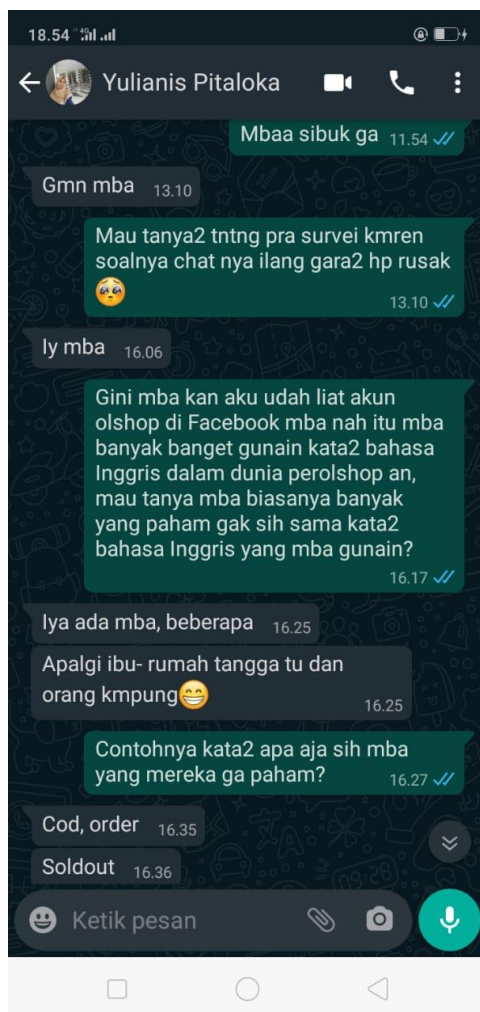 18.54
Yulianis Pitaloka
Mbaa sibuk ga 11.54
Gmn mba 13.10
Mau tanya2 tntng pra survei kmren
soalnya chat nya ilang gara2 hp rusak
🥺
13.10
Iy mba 16.06
Gini mba kan aku udah liat akun
olshop di Facebook mba nah itu mba
banyak banget gunain kata2 bahasa
Inggris dalam dunia perolshop an,
mau tanya mba biasanya banyak
yang paham gak sih sama kata2
bahasa Inggris yang mba gunain?
16.17
Iya ada mba, beberapa 16.25
Apalgi ibu- rumah tangga tu dan
orang kmpung😁 16.25
Contohnya kata2 apa aja sih mba
yang mereka ga paham? 16.27
Cod, order 16.35
Soldout 16.36
Ketik pesan